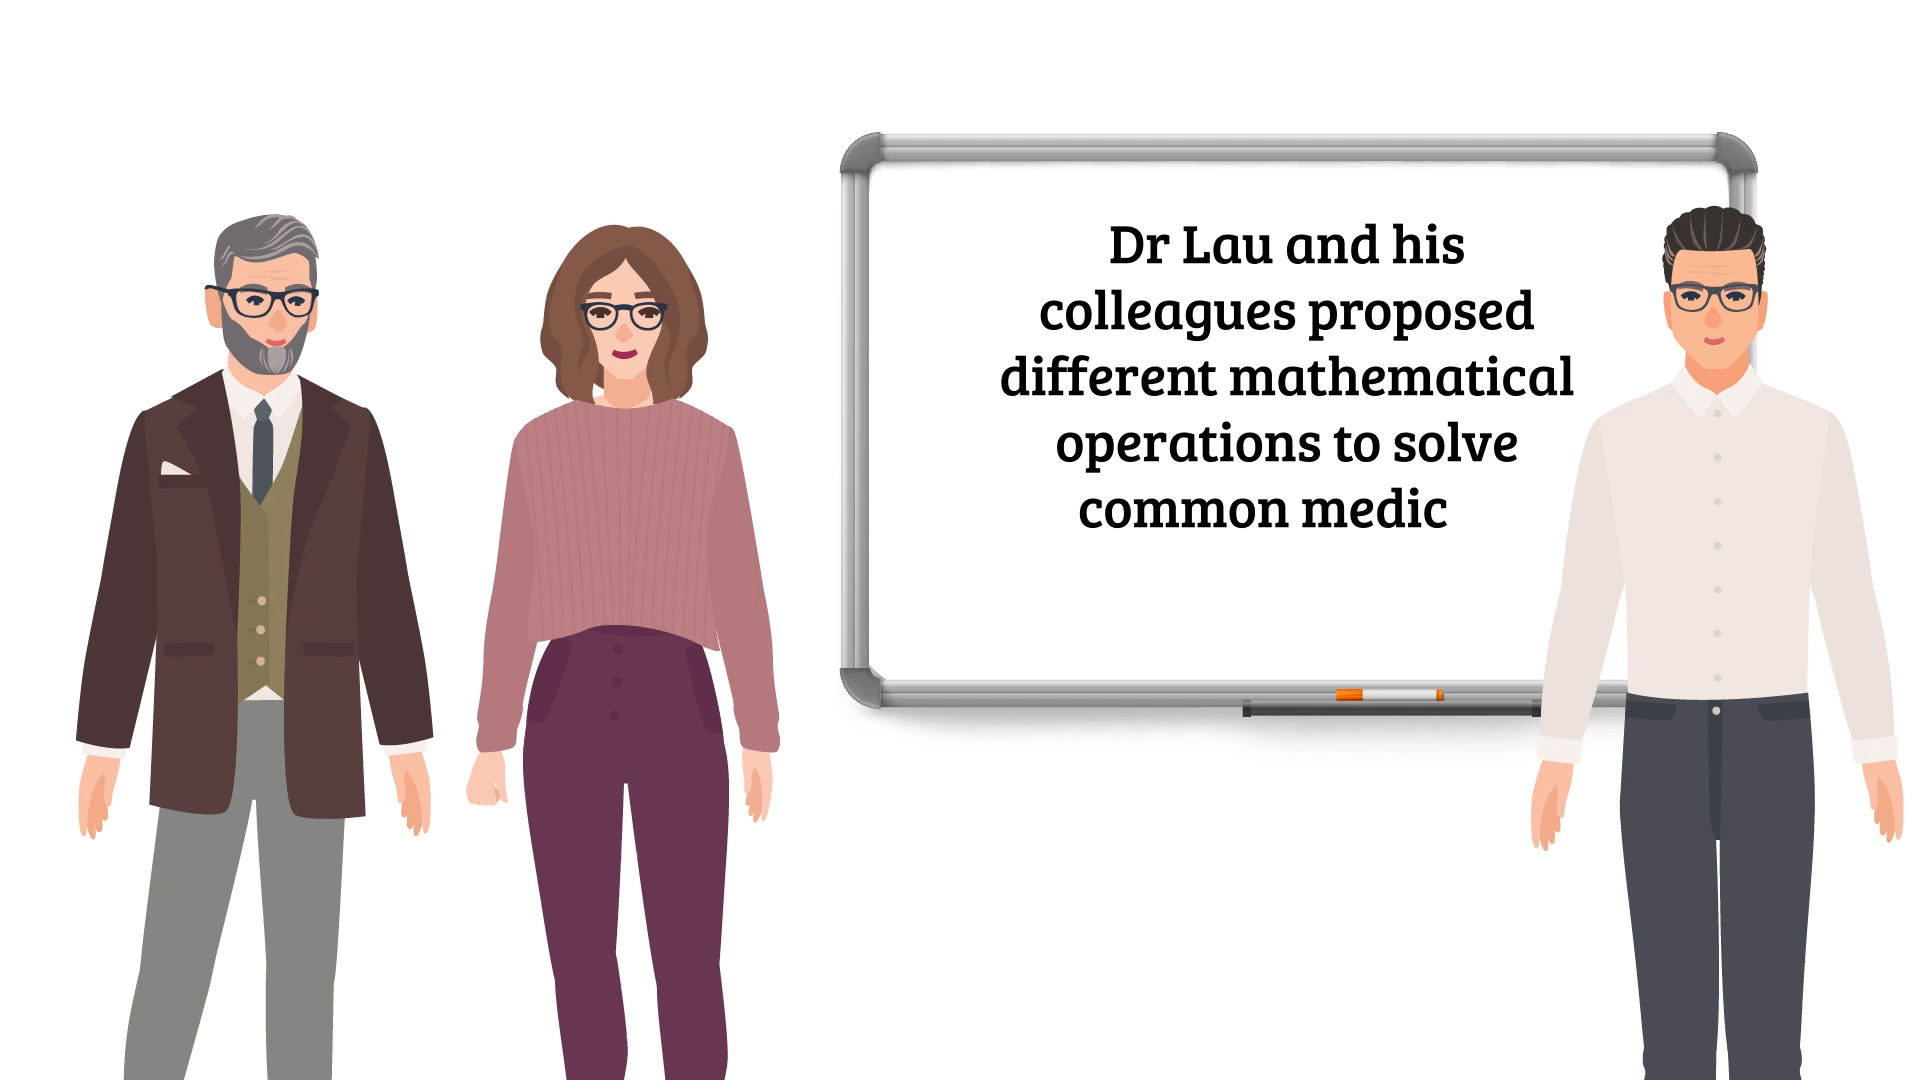 Dr Lau and his
colleagues proposed
different mathematical
operations to solve
common medic